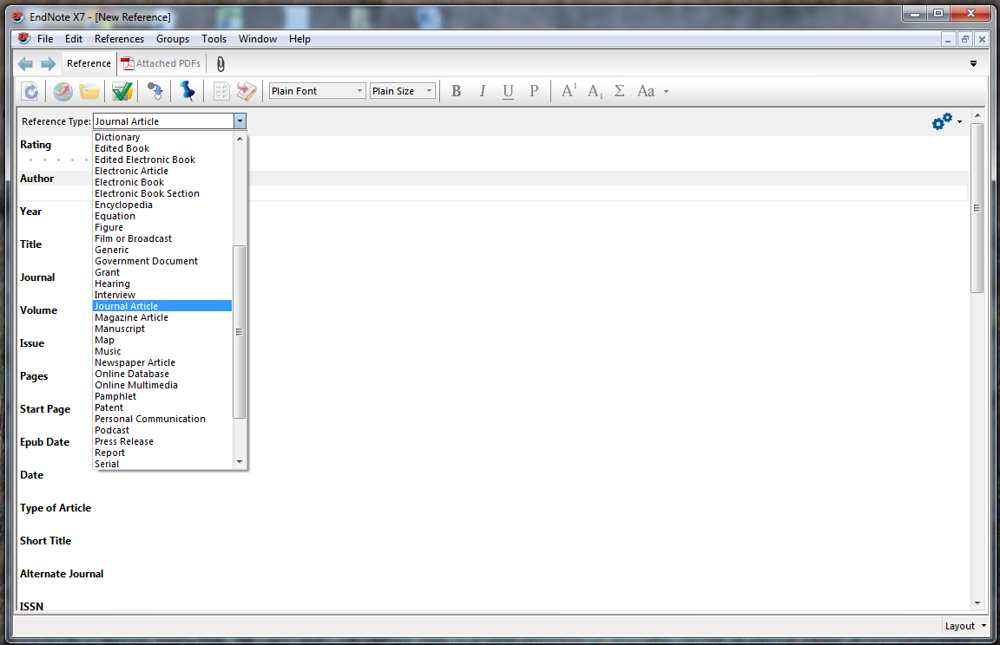 EndNote X7 - [New Reference]
File Edit References Groups Tools Window Help
Reference Attached PDFs
Plain Font Plain Size B I U P A¹ A₁ Σ Aa
Reference Type: Journal Article
Dictionary
Edited Book
Edited Electronic Book
Electronic Article
Electronic Book
Electronic Book Section
Encyclopedia
Equation
Figure
Film or Broadcast
Generic
Government Document
Grant
Hearing
Interview
Journal Article
Magazine Article
Manuscript
Map
Music
Newspaper Article
Online Database
Online Multimedia
Pamphlet
Patent
Personal Communication
Podcast
Press Release
Report
Serial
Rating
Author
Year
Title
Journal
Volume
Issue
Pages
Start Page
Epub Date
Date
Type of Article
Short Title
Alternate Journal
ISSN
Layout